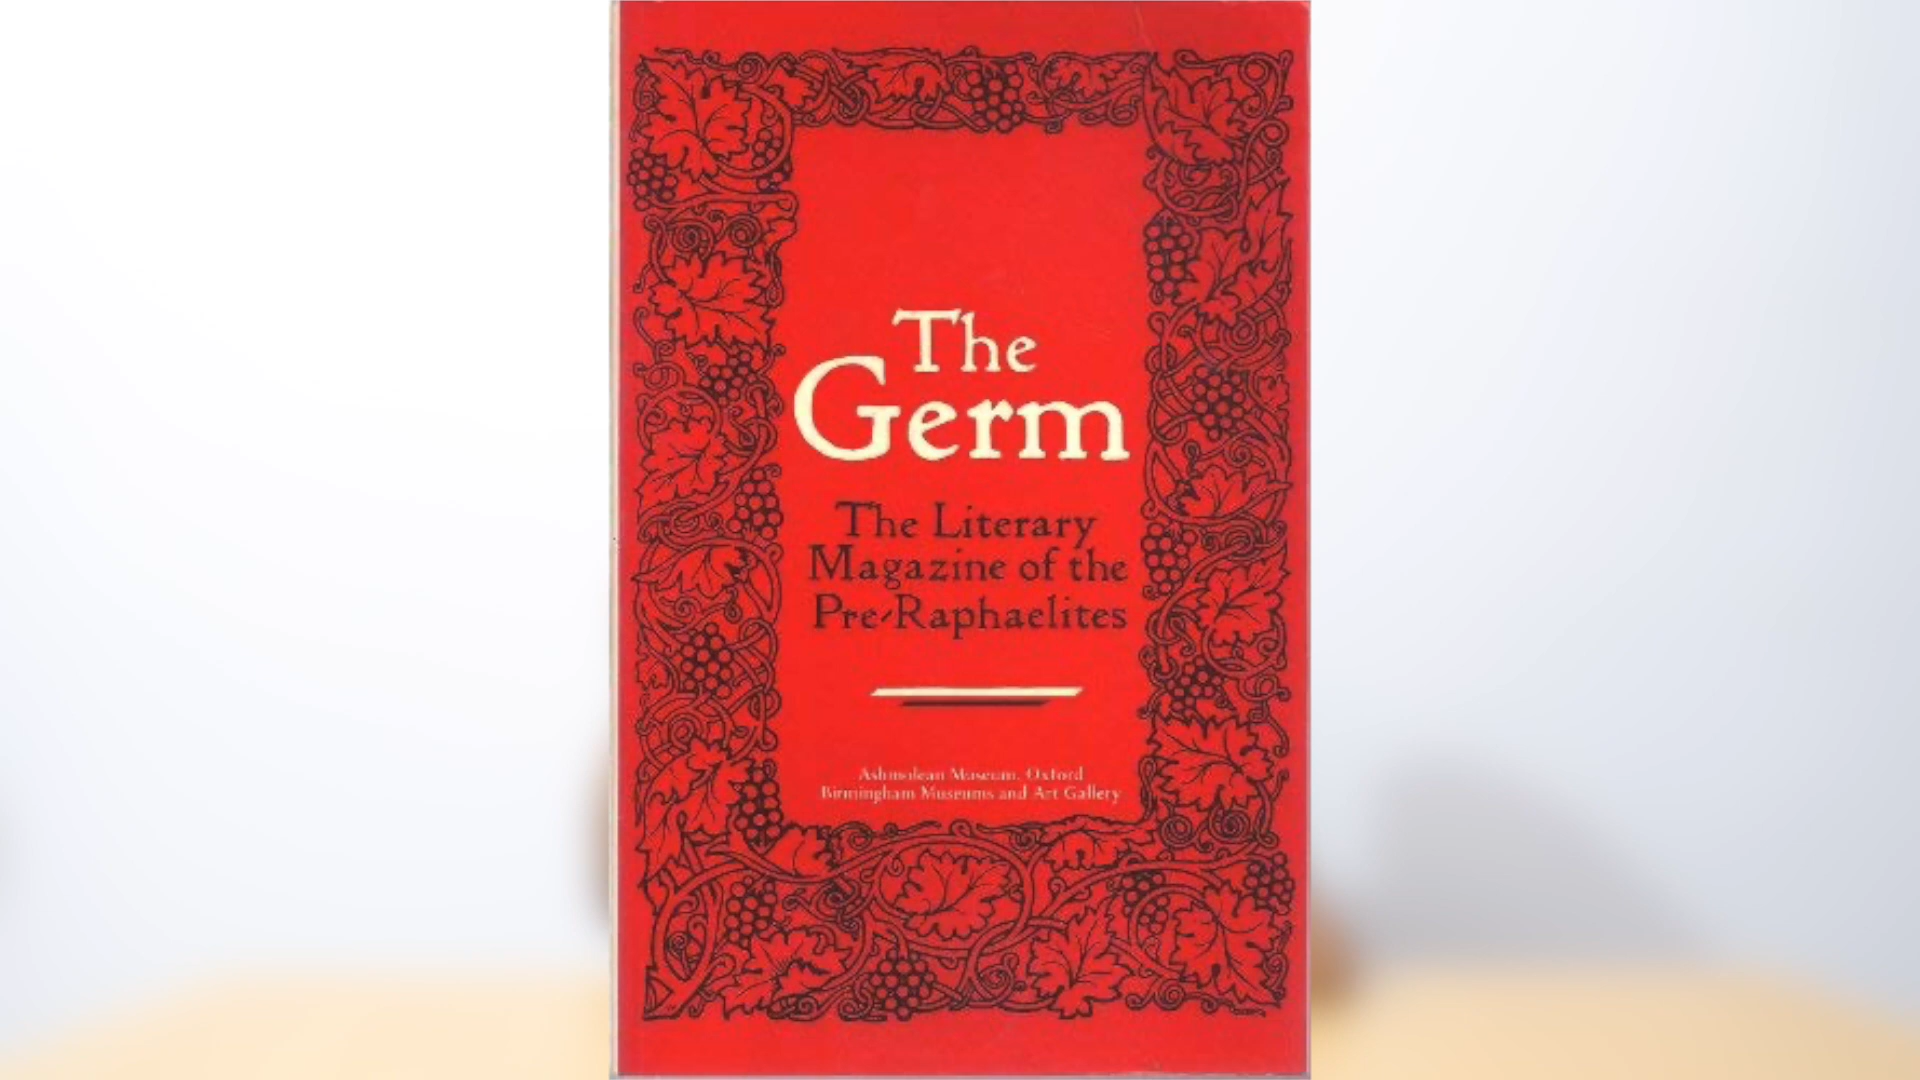 The
Germ
The Literary
Magazine of the
Pre-Raphaelites
Ashmolean Museum, Oxford
Birmingham Museums and Art Gallery